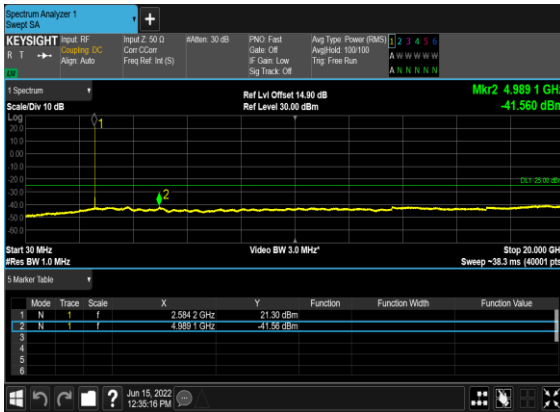 Spectrum Analyzer 1
Swept SA
+
KEYSIGHT Input: RF Input Z: 50 Ω #Atten: 30 dB PNO: Fast Avg Type: Power (RMS) 1 2 3 4 5 6
R T Coupling: DC Corr CCorr Gate: Off Avg|Hold: 100/100 A W W W W W
Align: Auto Freq Ref: Int (S) IF Gain: Low Trig: Free Run
Sig Track: Off A N N N N N
1 Spectrum Ref Lvl Offset 14.90 dB Mkr2 4.989 1 GHz
Scale/Div 10 dB Ref Level 30.00 dBm -41.560 dBm
Log
20.0
10.0
0.00
-10.0
-20.0
-30.0
-40.0
-50.0
-60.0
1
2
DL1 -25.00 dBm
Start 30 MHz Video BW 3.0 MHz* Stop 20.000 GHz
#Res BW 1.0 MHz Sweep ~38.3 ms (40001 pts)
5 Marker Table
Mode Trace Scale X Y Function Function Width Function Value
1 N 1 f 2.584 2 GHz 21.30 dBm
2 N 1 f 4.989 1 GHz -41.56 dBm
3
4
5
6
? Jun 15, 2022
12:35:16 PM